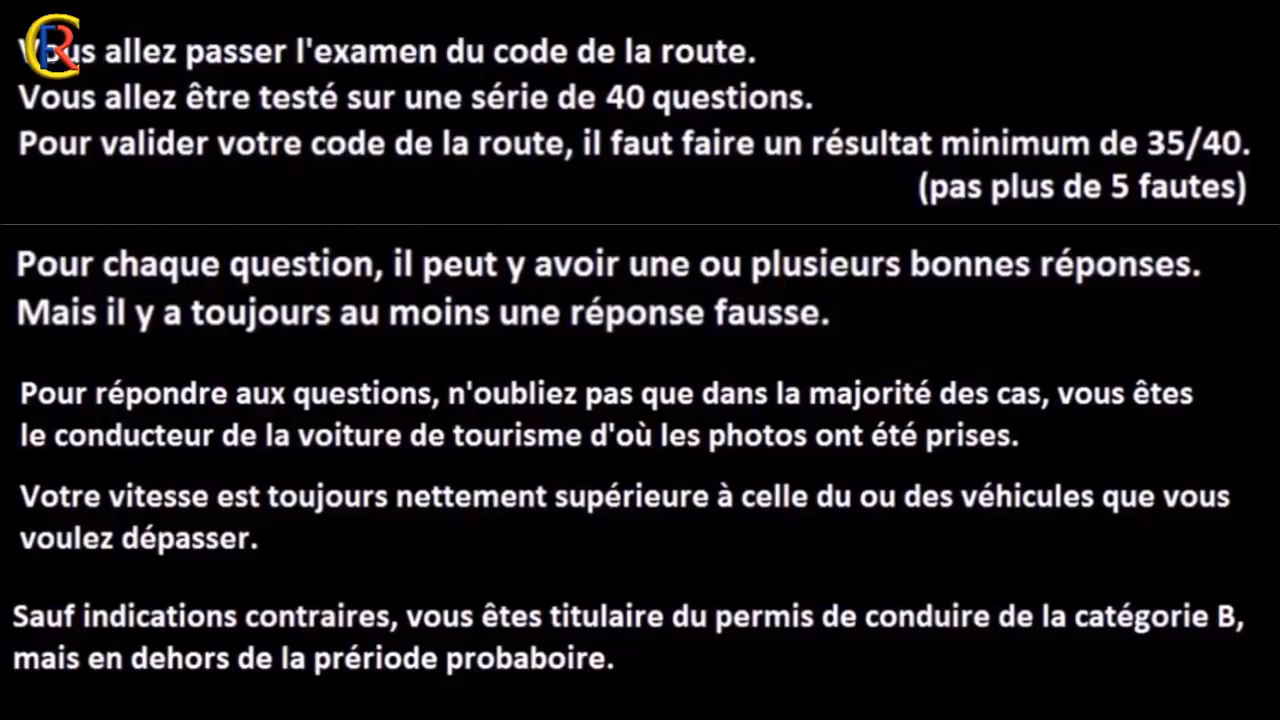 Vous allez passer l'examen du code de la route.
Vous allez être testé sur une série de 40 questions.
Pour valider votre code de la route, il faut faire un résultat minimum de 35/40.
(pas plus de 5 fautes)
Pour chaque question, il peut y avoir une ou plusieurs bonnes réponses.
Mais il y a toujours au moins une réponse fausse.
Pour répondre aux questions, n'oubliez pas que dans la majorité des cas, vous êtes
le conducteur de la voiture de tourisme d'où les photos ont été prises.
Votre vitesse est toujours nettement supérieure à celle du ou des véhicules que vous
voulez dépasser.
Sauf indications contraires, vous êtes titulaire du permis de conduire de la catégorie B,
mais en dehors de la prériode probaboire.